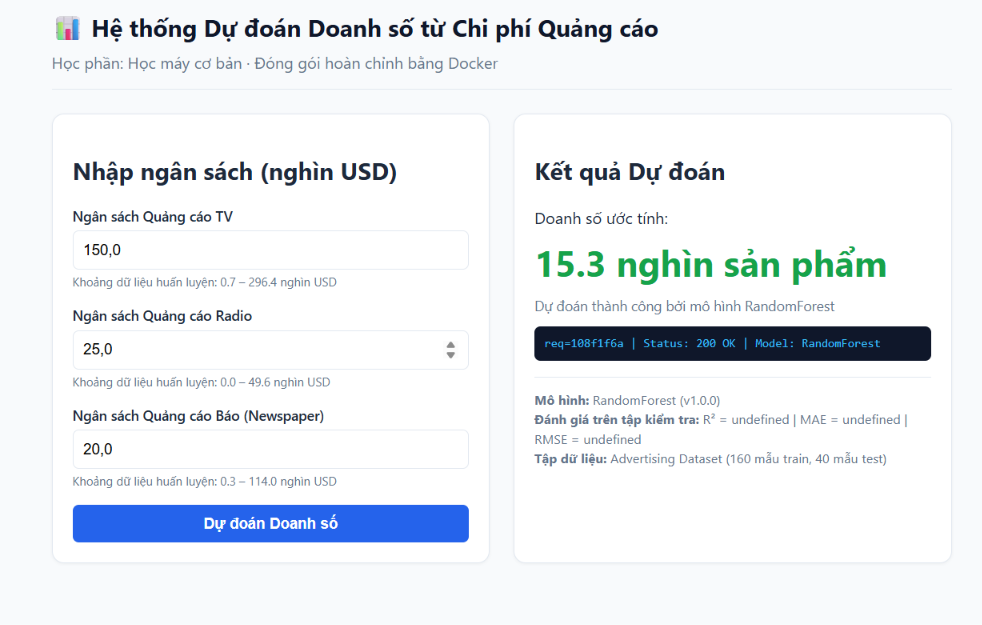 Hệ thống Dự đoán Doanh số từ Chi phí Quảng cáo
Học phần: Học máy cơ bản · Đóng gói hoàn chỉnh bằng Docker
Nhập ngân sách (nghìn USD)
Ngân sách Quảng cáo TV
150,0
Khoảng dữ liệu huấn luyện: 0.7 – 296.4 nghìn USD
Ngân sách Quảng cáo Radio
25,0
Khoảng dữ liệu huấn luyện: 0.0 – 49.6 nghìn USD
Ngân sách Quảng cáo Báo (Newspaper)
20,0
Khoảng dữ liệu huấn luyện: 0.3 – 114.0 nghìn USD
Dự đoán Doanh số
Kết quả Dự đoán
Doanh số ước tính:
15.3 nghìn sản phẩm
Dự đoán thành công bởi mô hình RandomForest
req=108f1f6a | Status: 200 OK | Model: RandomForest
Mô hình: RandomForest (v1.0.0)
Đánh giá trên tập kiểm tra: R² = undefined | MAE = undefined |
RMSE = undefined
Tập dữ liệu: Advertising Dataset (160 mẫu train, 40 mẫu test)